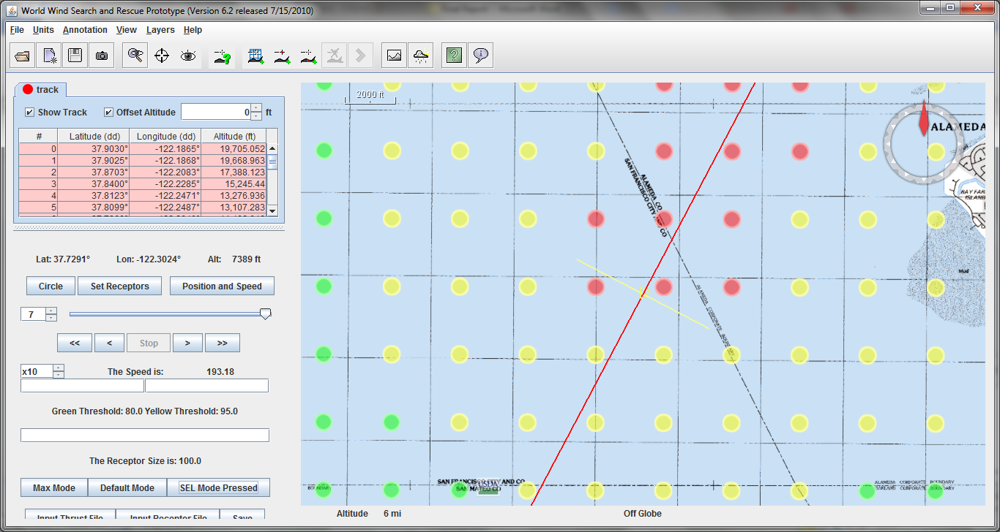 World Wind Search and Rescue Prototype (Version 6.2 released 7/15/2010)
File Units Annotation View Layers Help
track
Show Track Offset Altitude 0 ft
# Latitude (dd) Longitude (dd) Altitude (ft)
0 37.9030° -122.1865° 19,705.052
1 37.9025° -122.1868° 19,668.963
2 37.8703° -122.2083° 17,388.123
3 37.8400° -122.2285° 15,245.44
4 37.8123° -122.2471° 13,276.936
5 37.8099° -122.2487° 13,107.283
Lat: 37.7291° Lon: -122.3024° Alt: 7389 ft
Circle Set Receptors Position and Speed
7
<< < Stop > >>
x10 The Speed is: 193.18
Green Threshold: 80.0 Yellow Threshold: 95.0
The Receptor Size is: 100.0
Max Mode Default Mode SEL Mode Pressed
Input Thrust File Input Receptor File Save
2000 ft
ALAMEDA
BAY FAR
ISLAND
Mud
ALAMEDA CO
SAN FRANCISCO CITY AND CO
ALAMEDA CORPORATE BOUNDARY
SAN FRANCISCO CITY AND CO
SAN MATEO CO
USDA
ALAMEDA CORPORATE BOUNDARY
OAKLAND CORPORATE BOUNDARY
Altitude 6 mi Off Globe